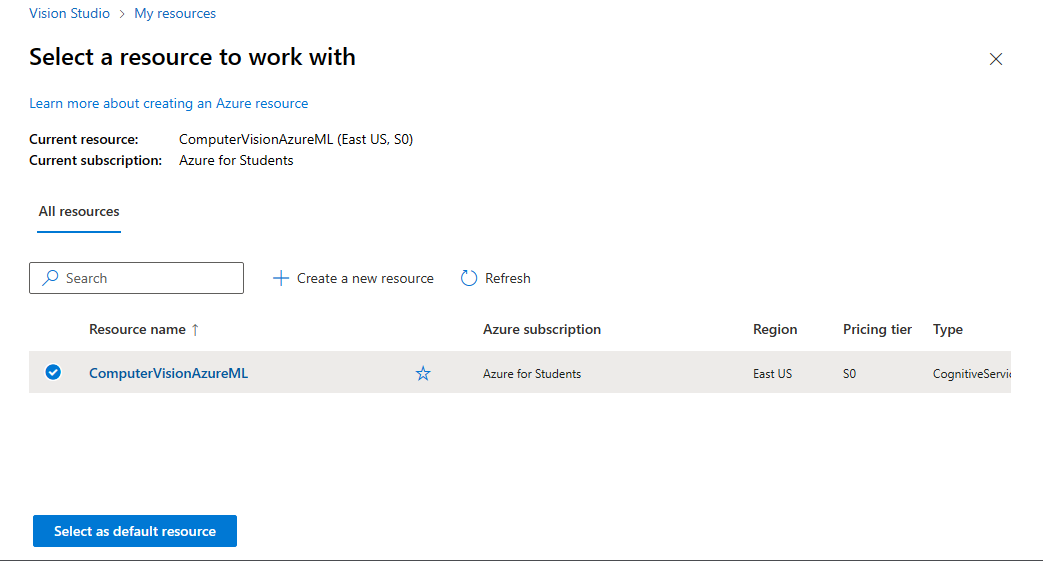 Vision Studio > My resources
Select a resource to work with
Learn more about creating an Azure resource
Current resource: ComputerVisionAzureML (East US, S0)
Current subscription: Azure for Students
All resources
Search + Create a new resource Refresh
Resource name ↑ Azure subscription Region Pricing tier Type
ComputerVisionAzureML Azure for Students East US S0 CognitiveServi
Select as default resource